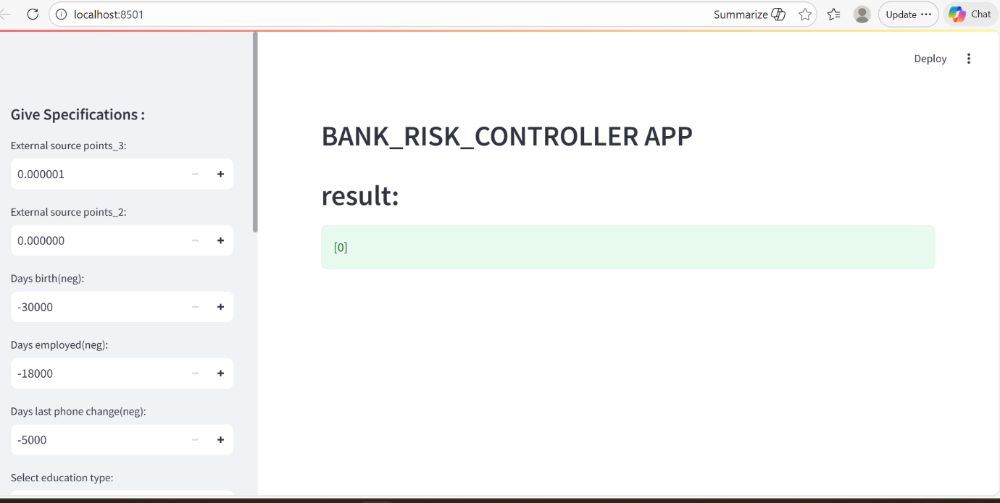 localhost:8501
Summarize
Update
Chat
Deploy
Give Specifications :
External source points_3:
0.000001
External source points_2:
0.000000
Days birth(neg):
-30000
Days employed(neg):
-18000
Days last phone change(neg):
-5000
Select education type:
BANK_RISK_CONTROLLER APP
result:
[0]